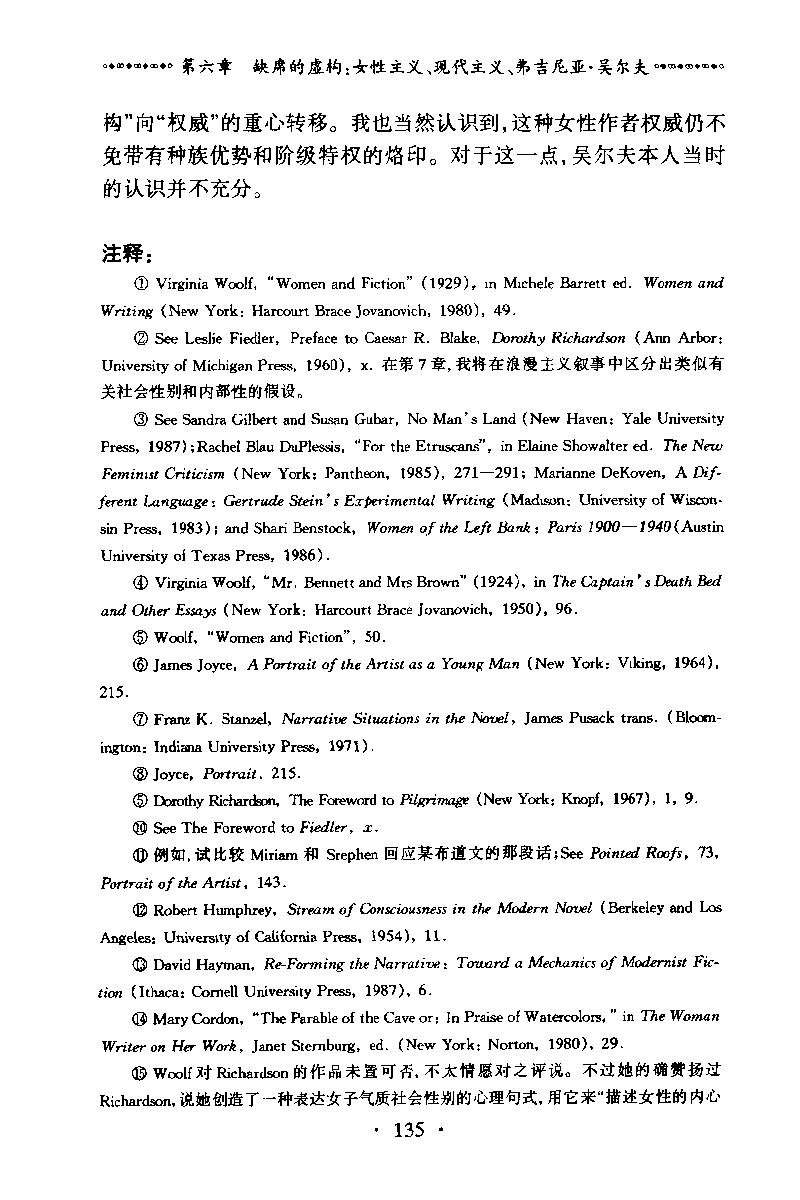 第六章 缺席的虚构:女性主义、现代主义、弗吉尼亚·吴尔夫
构”向“权威”的重心转移。我也当然认识到,这种女性作者权威仍不
免带有种族优势和阶级特权的烙印。对于这一点,吴尔夫本人当时
的认识并不充分。
注释:
① Virginia Woolf, “Women and Fiction” (1929), in Michele Barrett ed. Women and
Writing (New York: Harcourt Brace Jovanovich, 1980), 49.
② See Leslie Fiedler, Preface to Caesar R. Blake, Dorothy Richardson (Ann Arbor:
University of Michigan Press, 1960), x. 在第7章,我将在浪漫主义叙事中区分出类似有
关社会性别和内部性的假设。
③ See Sandra Gilbert and Susan Gubar, No Man's Land (New Haven: Yale University
Press, 1987);Rachel Blau DuPlessis, “For the Etruscans”, in Elaine Showalter ed. The New
Feminist Criticism (New York: Pantheon, 1985), 271—291; Marianne DeKoven, A Dif-
ferent Language: Gertrude Stein's Experimental Writing (Madison: University of Wiscon-
sin Press, 1983); and Shari Benstock, Women of the Left Bank: Paris 1900—1940(Austin
University of Texas Press, 1986).
④ Virginia Woolf, “Mr. Bennett and Mrs Brown” (1924), in The Captain's Death Bed
and Other Essays (New York: Harcourt Brace Jovanovich, 1950), 96.
⑤ Woolf, “Women and Fiction”, 50.
⑥ James Joyce, A Portrait of the Artist as a Young Man (New York: Viking, 1964),
215.
⑦ Franz K. Stanzel, Narrative Situations in the Novel, James Pusack trans. (Bloom-
ington: Indiana University Press, 1971).
⑧ Joyce, Portrait, 215.
⑨ Dorothy Richardson, The Foreword to Pilgrimage (New York: Knopf, 1967), 1, 9.
⑩ See The Foreword to Fiedler, x.
⑪ 例如,试比较 Miriam 和 Srephen 回应某布道文的那段话;See Pointed Roofs, 73,
Portrait of the Artist, 143.
⑫ Robert Humphrey, Stream of Consciousness in the Modern Novel (Berkeley and Los
Angeles: University of California Press, 1954), 11.
⑬ David Hayman, Re-Forming the Narrative: Toward a Mechanics of Modernist Fic-
tion (Ithaca: Cornell University Press, 1987), 6.
⑭ Mary Cordon, “The Parable of the Cave or: In Praise of Watercolors,” in The Woman
Writer on Her Work, Janet Sternburg, ed. (New York: Norton, 1980), 29.
⑮ Woolf 对 Richardson 的作品未置可否,不太情愿对之评说。不过她的确赞扬过
Richardson,说她创造了一种表达女子气质社会性别的心理句式,用它来“描述女性的内心
· 135 ·